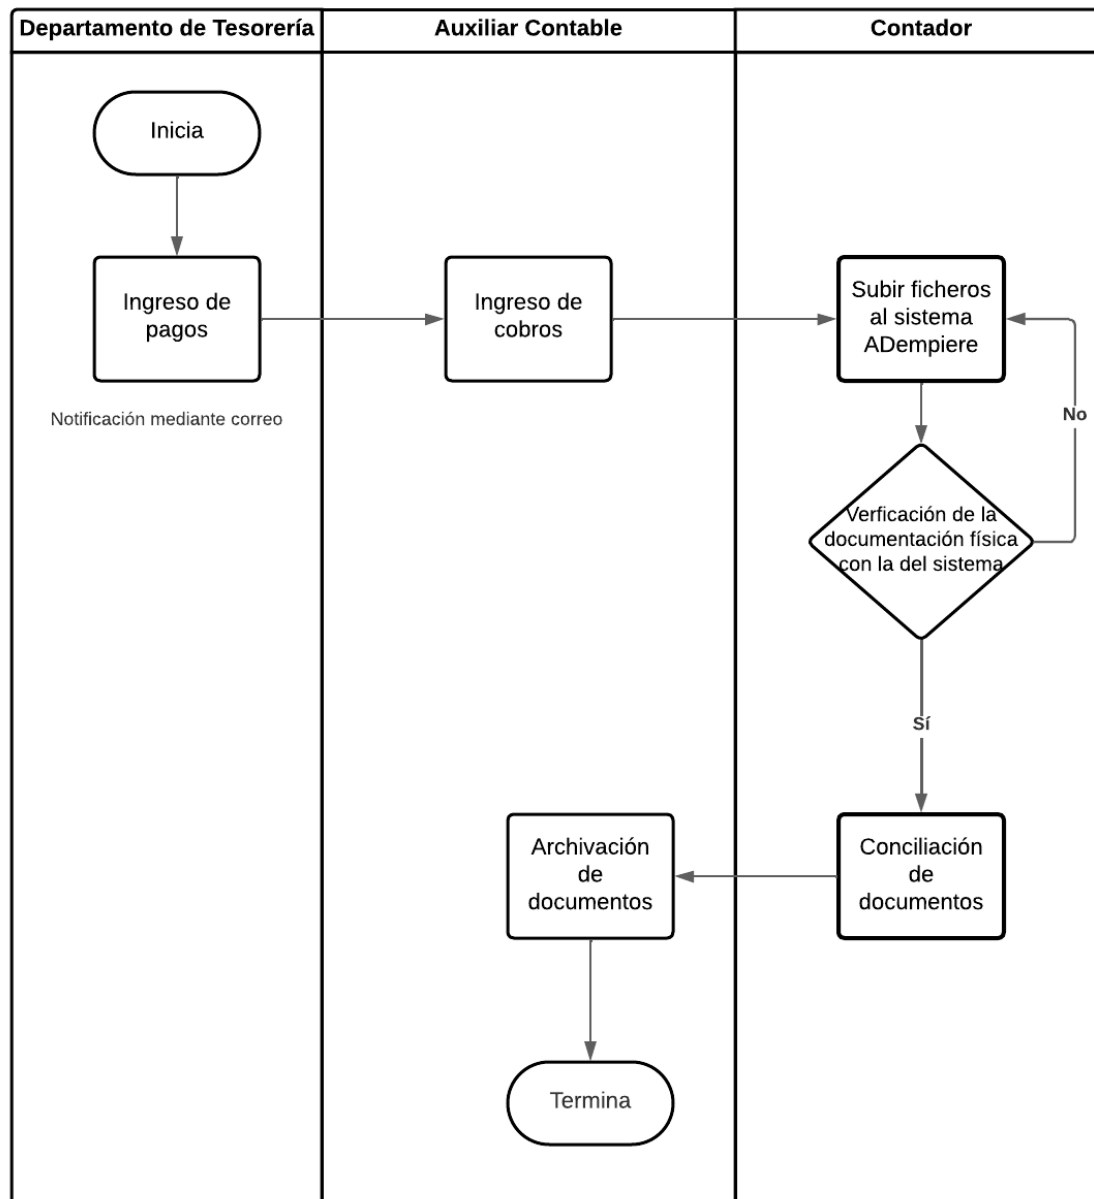 Departamento de Tesorería
Auxiliar Contable
Contador
Inicia
Ingreso de
pagos
Notificación mediante correo
Ingreso de
cobros
Subir ficheros
al sistema
ADempiere
No
Verficación de la
documentación física
con la del sistema
Sí
Conciliación
de
documentos
Archivación
de
documentos
Termina